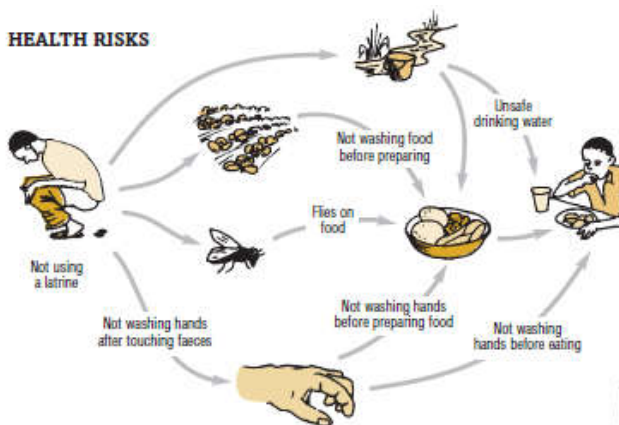 HEALTH RISKS
Unsafe
drinking water
Not washing food
before preparing
Flies on
food
Not using
a latrine
Not washing hands
after touching faeces
Not washing hands
before preparing food
Not washing
hands before eating